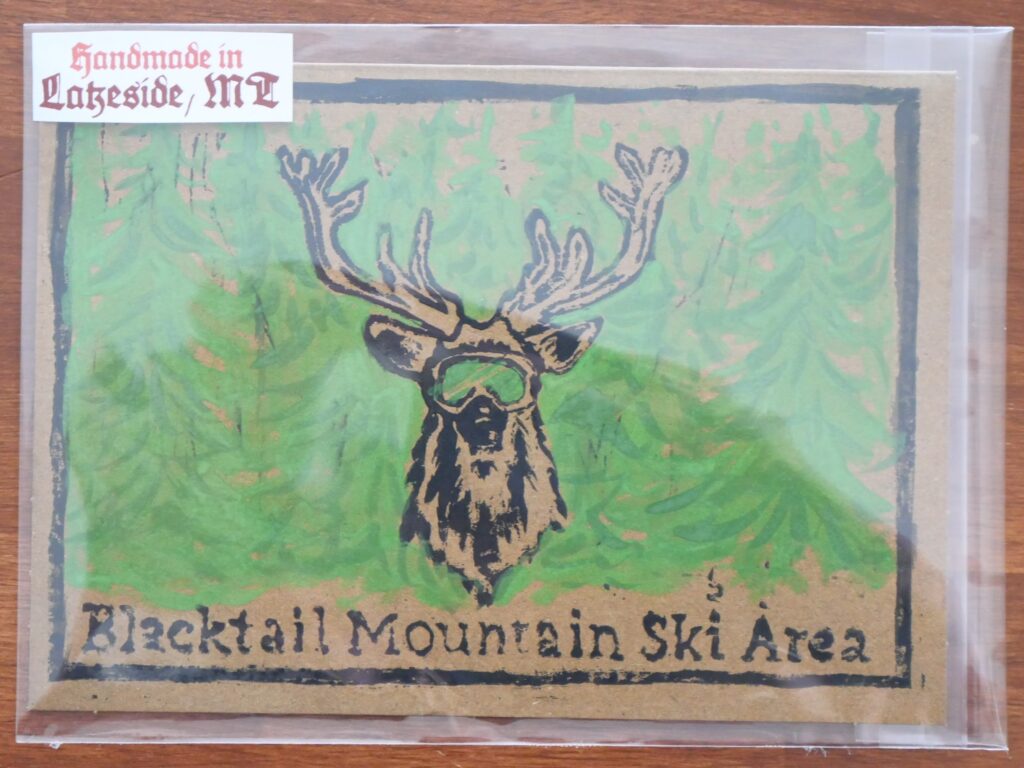 Handmade in
Lakeside, MT
Blacktail Mountain Ski Area